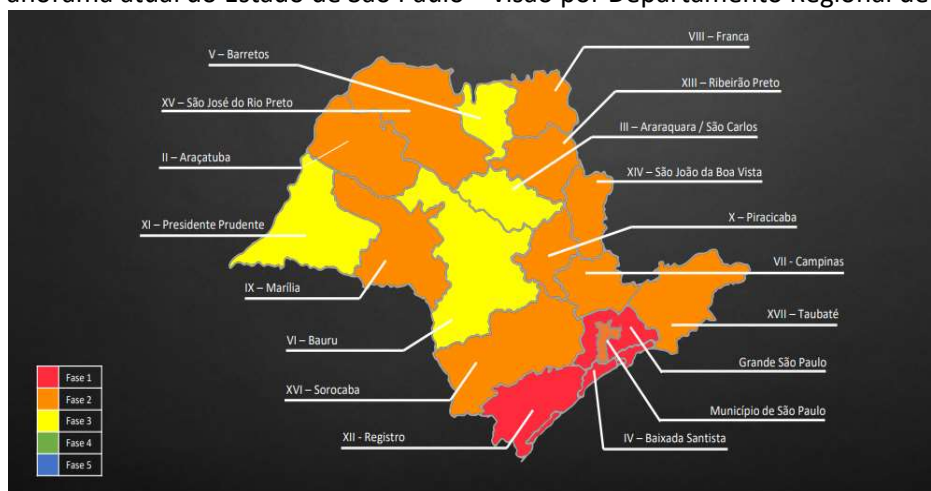 anorama atual do Estado de São Paulo – Visão por Departamento Regional de
VIII – Franca
V – Barretos
XIII – Ribeirão Preto
XV – São José do Rio Preto
III – Araraquara / São Carlos
II – Araçatuba
XIV – São João da Boa Vista
X – Piracicaba
XI – Presidente Prudente
VII - Campinas
IX – Marília
XVII – Taubaté
VI – Bauru
Grande São Paulo
XVI – Sorocaba
Município de São Paulo
XII - Registro
IV – Baixada Santista
Fase 1
Fase 2
Fase 3
Fase 4
Fase 5